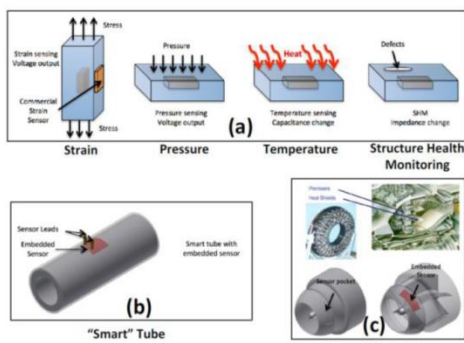 Stress
Strain sensing
Voltage output
Commercial
Strain
Sensor
Stress
Strain
Pressure
Pressure sensing
Voltage output
Pressure
Heat
Temperature sensing
Capacitance change
Temperature
Defects
SHM
Impedance change
Structure Health
Monitoring
(a)
Sensor Leads
Embedded
Sensor
Smart tube with
embedded sensor
(b)
"Smart" Tube
Premixers
Heat Shields
Sensor pocket
Embedded
Sensor
(c)